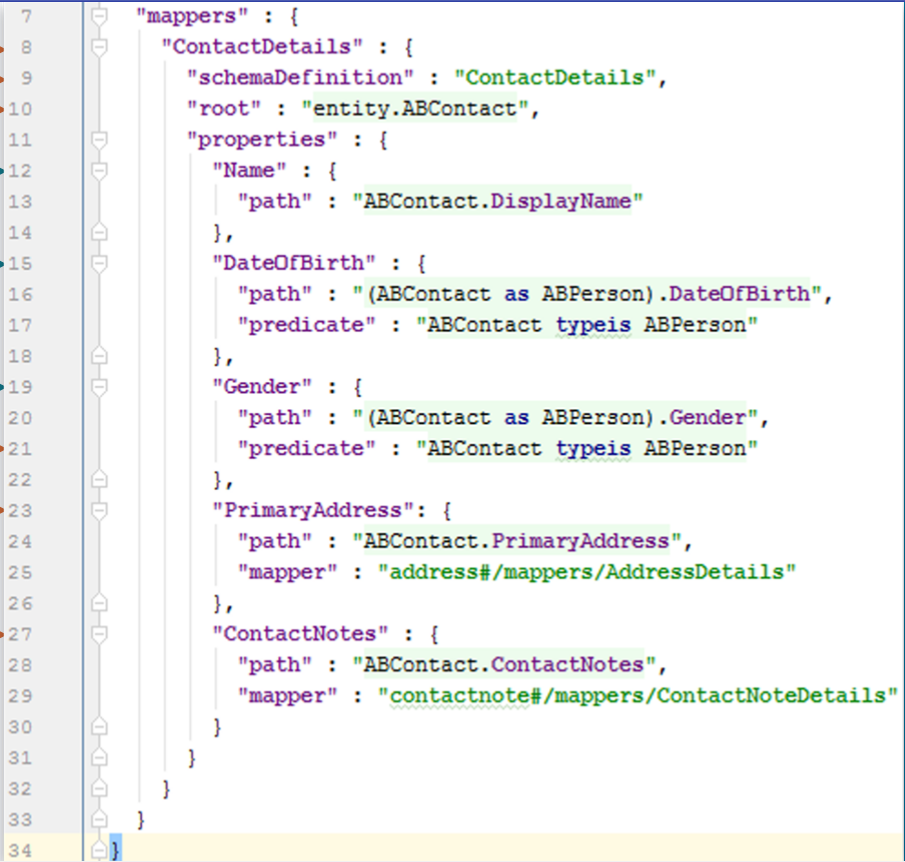 7 "mappers" : {
8 "ContactDetails" : {
9 "schemaDefinition" : "ContactDetails",
10 "root" : "entity.ABContact",
11 "properties" : {
12 "Name" : {
13 "path" : "ABContact.DisplayName"
14 },
15 "DateOfBirth" : {
16 "path" : "(ABContact as ABPerson).DateOfBirth",
17 "predicate" : "ABContact typeis ABPerson"
18 },
19 "Gender" : {
20 "path" : "(ABContact as ABPerson).Gender",
21 "predicate" : "ABContact typeis ABPerson"
22 },
23 "PrimaryAddress": {
24 "path" : "ABContact.PrimaryAddress",
25 "mapper" : "address#/mappers/AddressDetails"
26 },
27 "ContactNotes" : {
28 "path" : "ABContact.ContactNotes",
29 "mapper" : "contactnote#/mappers/ContactNoteDetails"
30 }
31 }
32 }
33 }
34 }